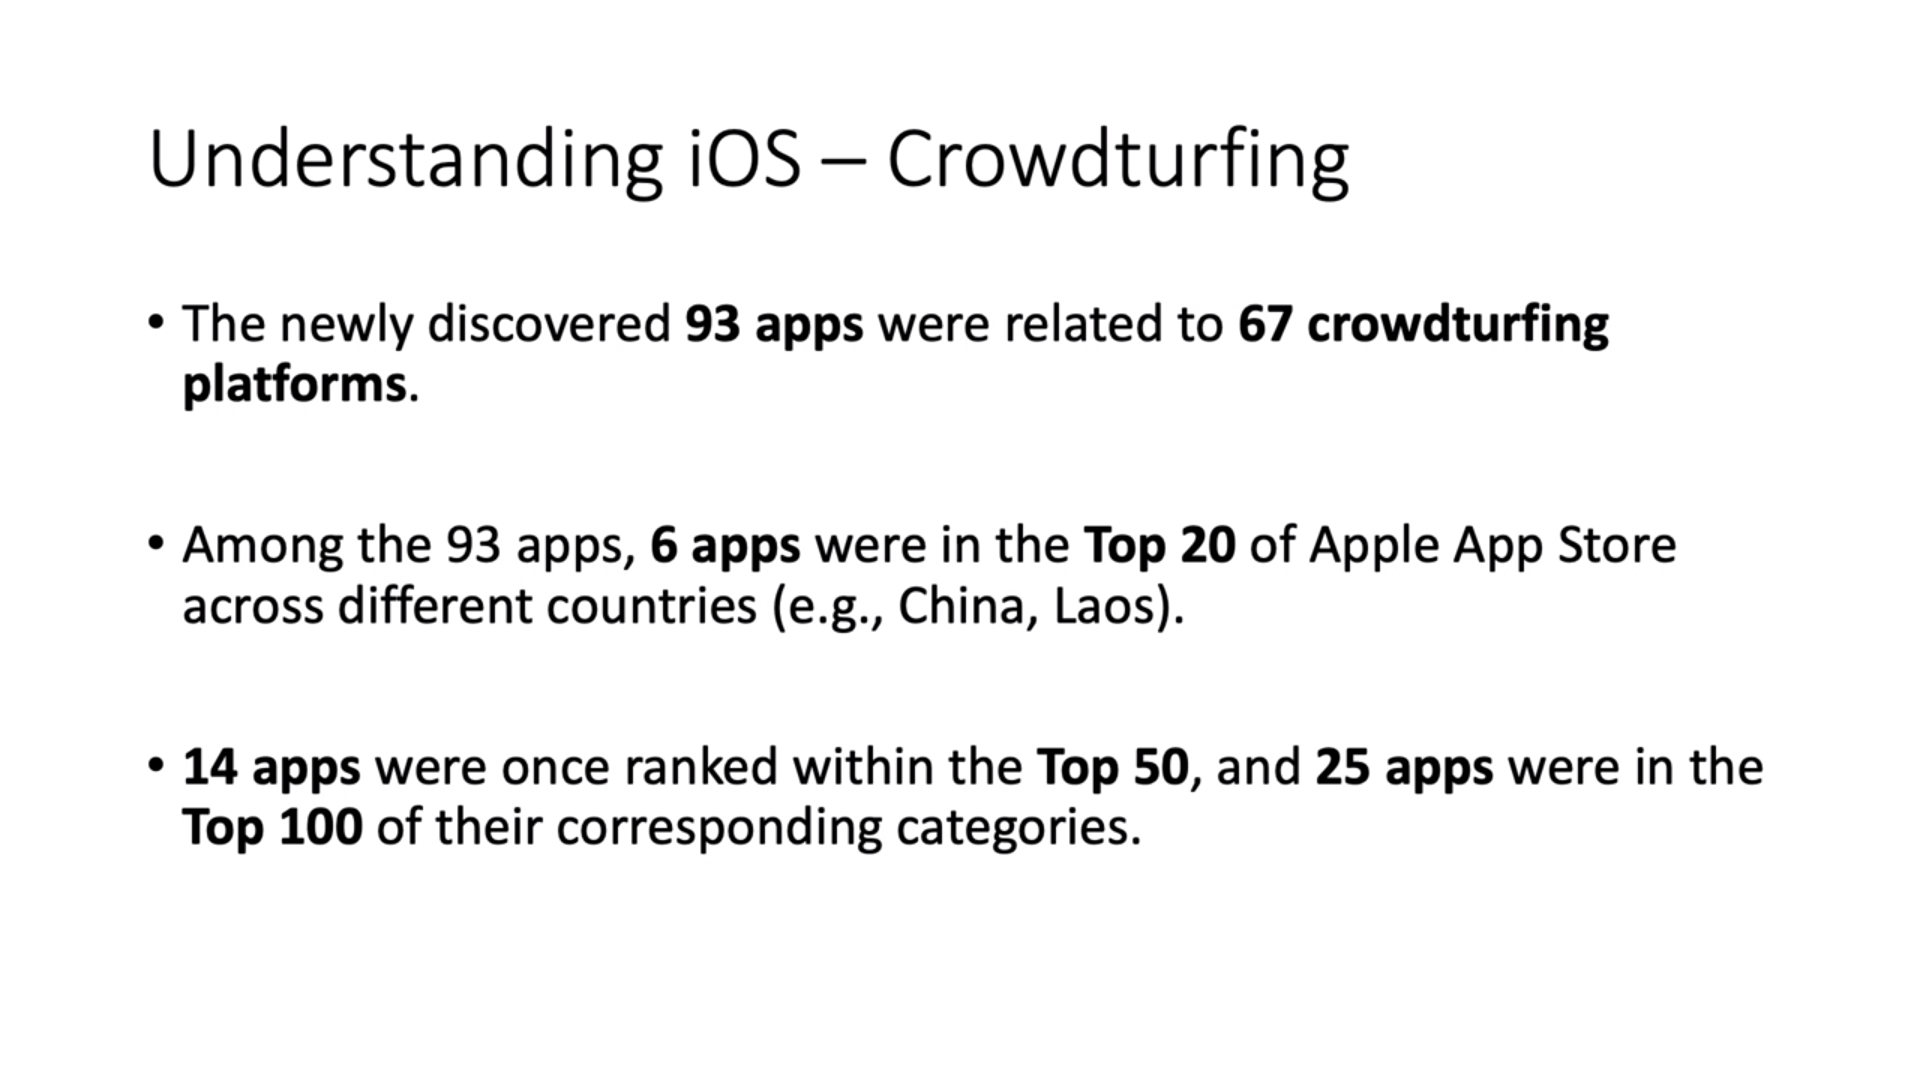 Understanding iOS – Crowdturfing
• The newly discovered 93 apps were related to 67 crowdturfing
platforms.
• Among the 93 apps, 6 apps were in the Top 20 of Apple App Store
across different countries (e.g., China, Laos).
• 14 apps were once ranked within the Top 50, and 25 apps were in the
Top 100 of their corresponding categories.